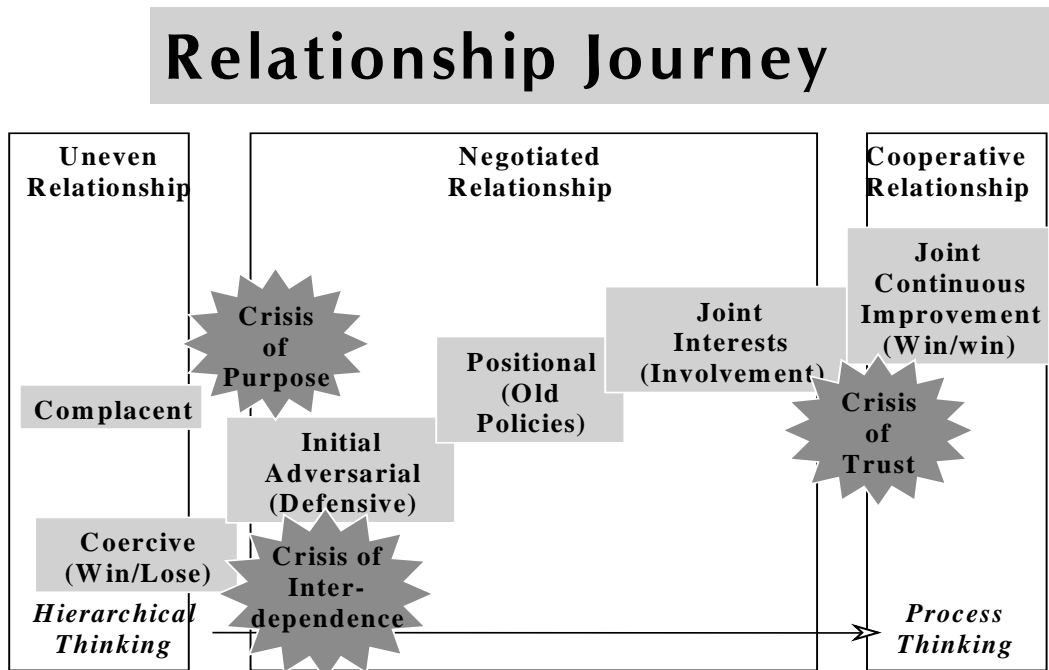 Relationship Journey
Uneven
Relationship
Negotiated
Relationship
Cooperative
Relationship
Joint
Continuous
Improvement
(Win/win)
Joint
Interests
(Involvement)
Crisis
of
Purpose
Positional
(Old
Policies)
Complacent
Crisis
of
Trust
Initial
Adversarial
(Defensive)
Coercive
(Win/Lose)
Crisis of
Inter-
dependence
Hierarchical
Thinking
Process
Thinking